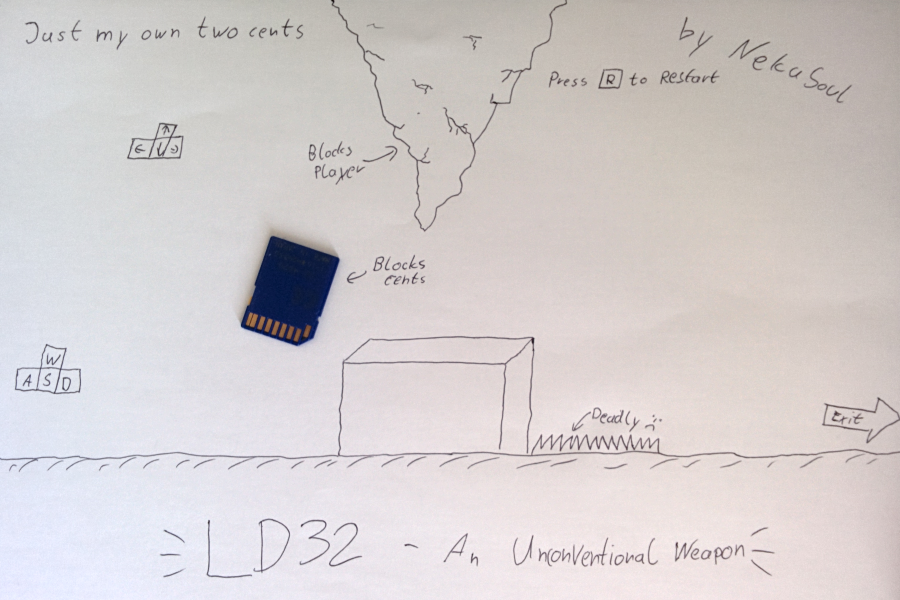 Just my own two cents
by NekuSoul
Press R to Restart
↑
← ↓ →
Blocks
Player
Blocks
cents
W
A S D
Deadly
Exit
LD32 - An Unconventional Weapon